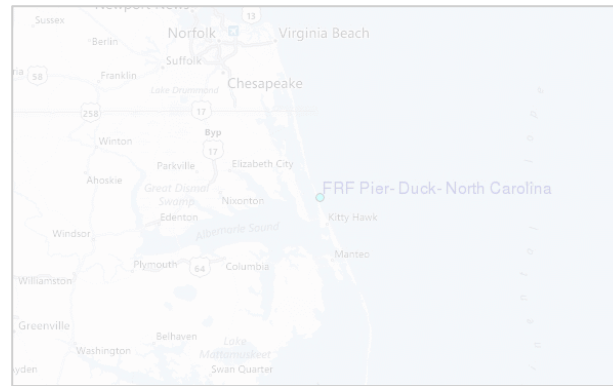 Newport News
Sussex
13
Berlin
Norfolk
Virginia Beach
Suffolk
58
Franklin
Chesapeake
Lake Drummond
258
17
Byp
17
Winton
Parkville
Elizabeth City
Ahoskie
Great Dismal
Swamp
Nixonton
FRF Pier- Duck- North Carolina
Edenton
Kitty Hawk
Windsor
Albemarle Sound
Manteo
Plymouth
64
Columbia
Williamston
Greenville
Belhaven
Lake
Mattamuskeet
Washington
Swan Quarter
yden